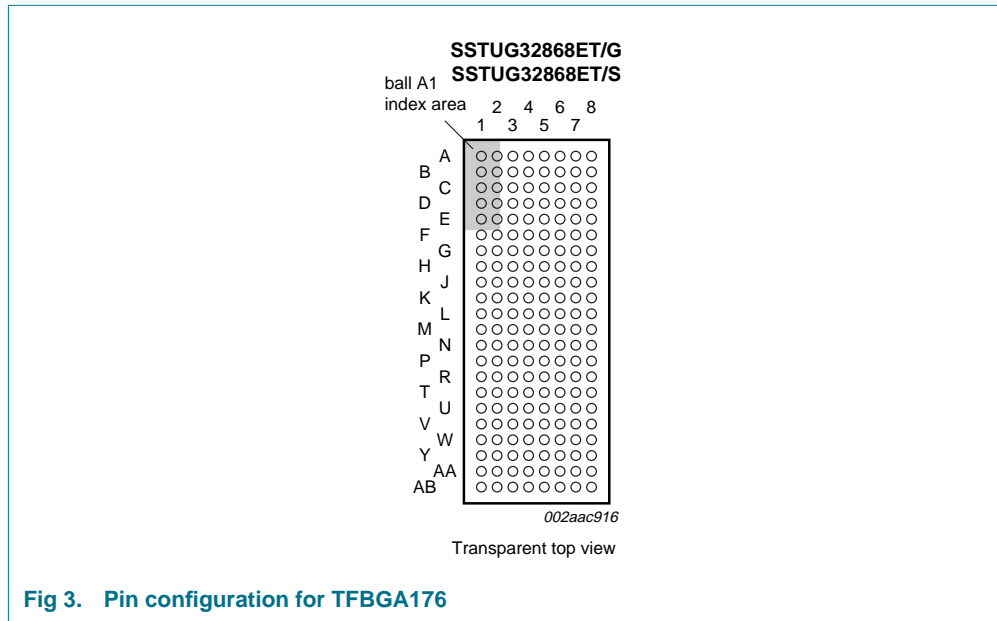 SSTUG32868ET/G
SSTUG32868ET/S
ball A1
index area
2 4 6 8
1 3 5 7
A
B
C
D
E
F
G
H
J
K
L
M
N
P
R
T
U
V
W
Y
AA
AB
002aac916
Transparent top view
Fig 3. Pin configuration for TFBGA176